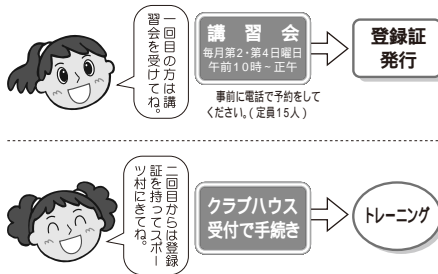 一回目の方は講
習会を受けてね。
講習会
毎月第2・第4日曜日
午前10時~正午
登録証
発行
事前に電話で予約をして
ください。(定員15人)
二回目からは登録
証を持ってスポー
ツ村にきてね。
クラブハウス
受付で手続き
トレーニング